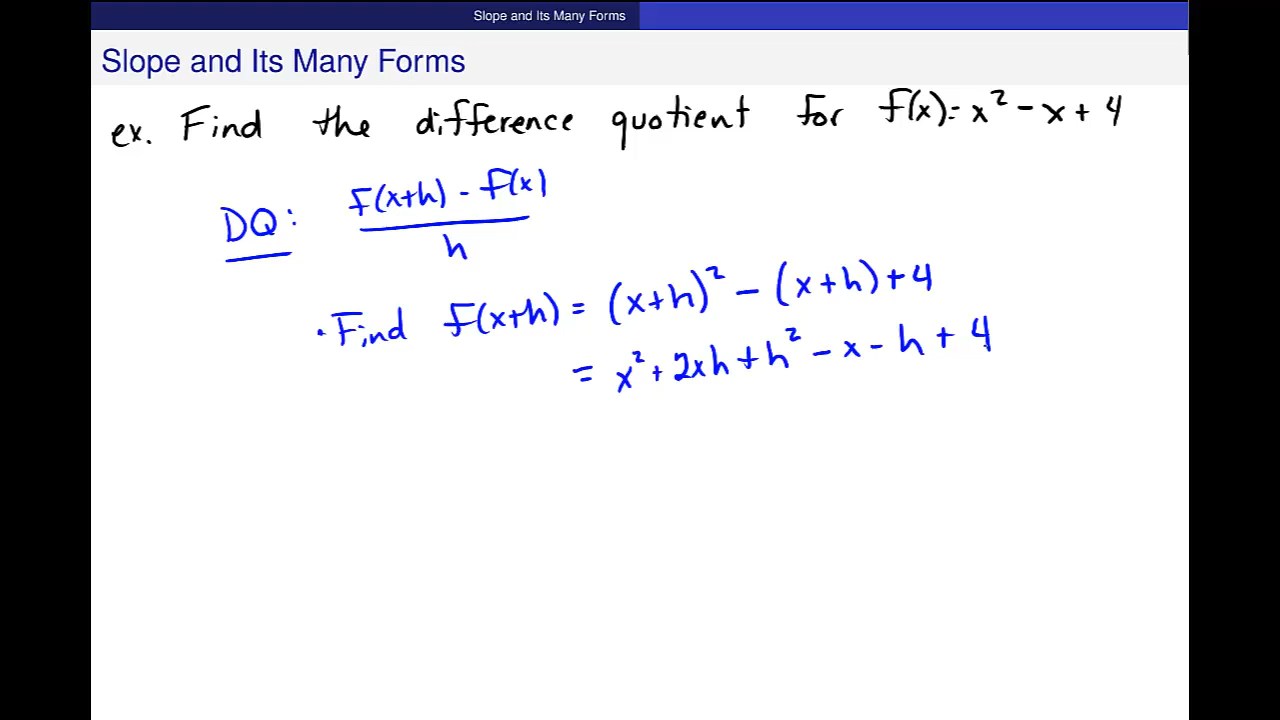 Slope and Its Many Forms
Slope and Its Many Forms
ex. Find the difference quotient for f(x)= x² - x + 4
DQ: f(x+h) - f(x)
h
· Find f(x+h) = (x+h)² - (x+h) + 4
= x² + 2xh + h² - x - h + 4